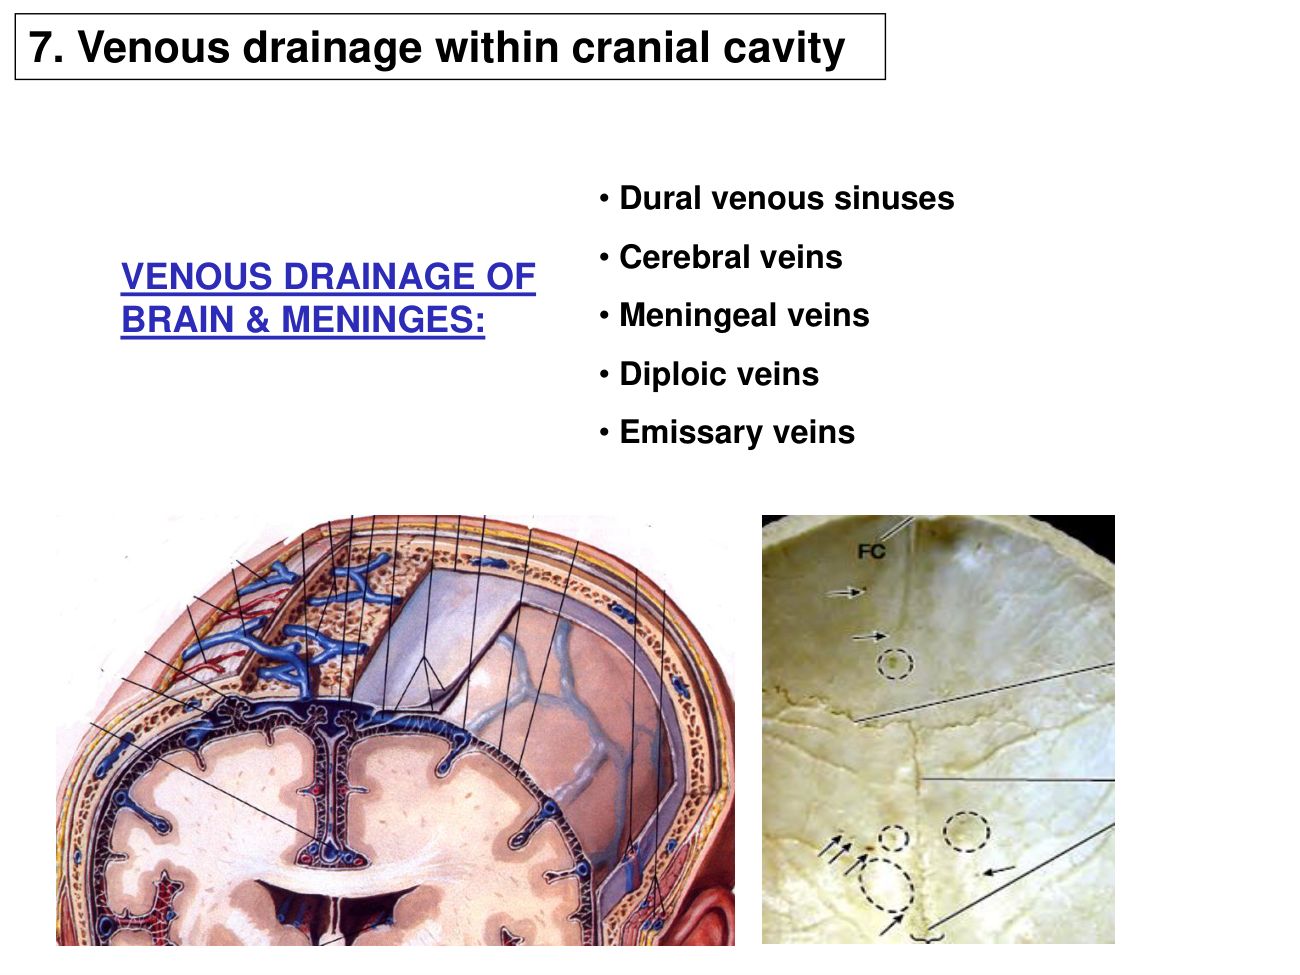 7. Venous drainage within cranial cavity
VENOUS DRAINAGE OF
BRAIN & MENINGES:
• Dural venous sinuses
• Cerebral veins
• Meningeal veins
• Diploic veins
• Emissary veins
FC